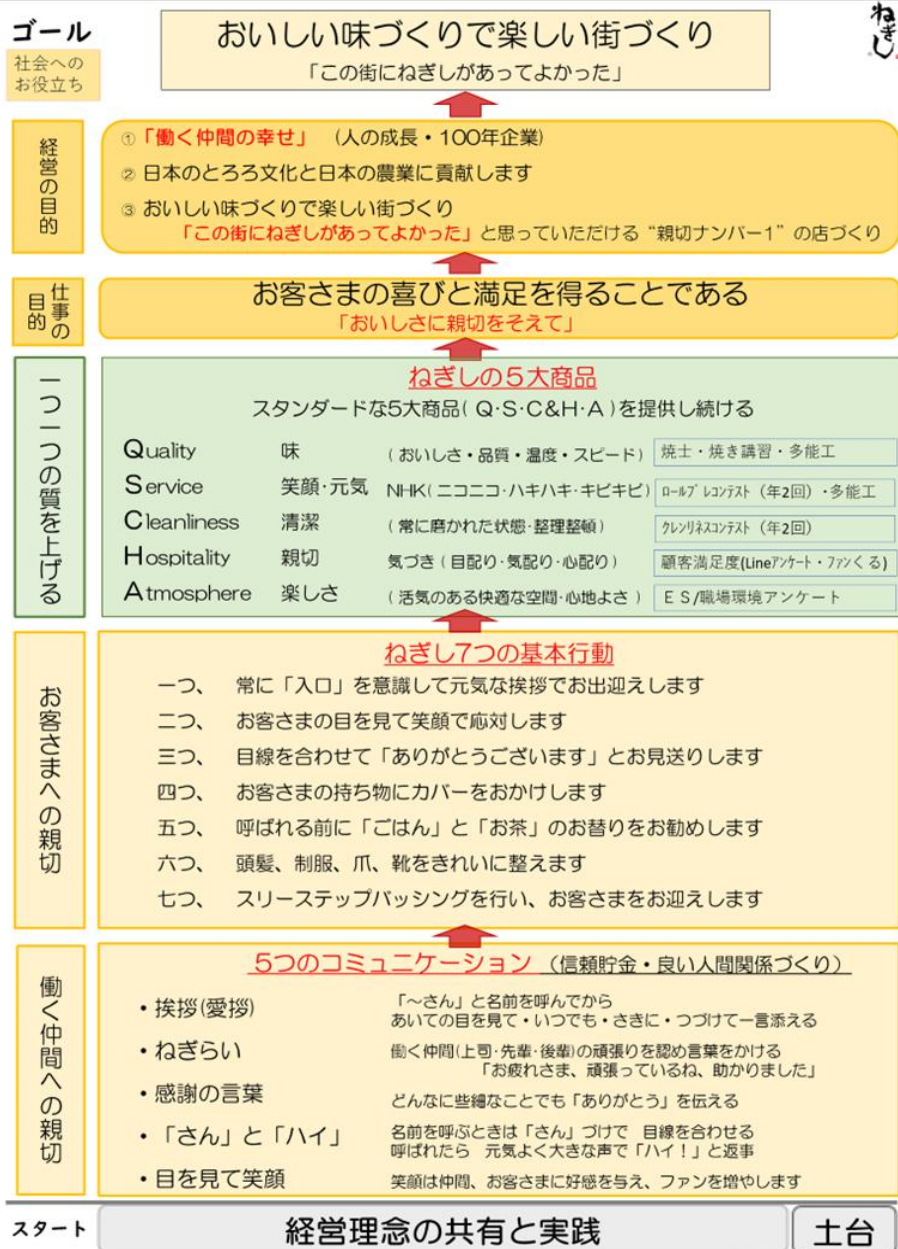 ゴール
社会への
お役立ち
おいしい味づくりで楽しい街づくり
「この街にねぎしがあってよかった」
ねぎし
経営の目的
① 「働く仲間の幸せ」 (人の成長・100年企業)
② 日本のとろろ文化と日本の農業に貢献します
③ おいしい味づくりで楽しい街づくり
「この街にねぎしがあってよかった」と思っていただける“親切ナンバー1”の店づくり
仕事の
目的
お客さまの喜びと満足を得ることである
「おいしさに親切をそえて」
一つ一つの質を上げる
ねぎしの5大商品
スタンダードな5大商品( Q·S·C&H·A )を提供し続ける
Quality 味 ( おいしさ・品質・温度・スピード ) 焼士・焼き講習・多能工
Service 笑顔·元気 NHK( ニコニコ·ハキハキ·キビキビ ) ロールプレコンテスト (年2回)・多能工
Cleanliness 清潔 ( 常に磨かれた状態·整理整頓 ) クレンリネスコンテスト (年2回)
Hospitality 親切 気づき ( 目配り·気配り·心配り ) 顧客満足度(Lineアンケート・ファンくる)
Atmosphere 楽しさ ( 活気のある快適な空間·心地よさ ) ES/職場環境アンケート
お客さまへの親切
ねぎし7つの基本行動
一つ、 常に「入口」を意識して元気な挨拶でお出迎えします
二つ、 お客さまの目を見て笑顔で応対します
三つ、 目線を合わせて「ありがとうございます」とお見送りします
四つ、 お客さまの持ち物にカバーをおかけします
五つ、 呼ばれる前に「ごはん」と「お茶」のお替りをお勧めします
六つ、 頭髪、制服、爪、靴をきれいに整えます
七つ、 スリーステップバッシングを行い、お客さまをお迎えします
働く仲間への親切
5つのコミュニケーション (信頼貯金・良い人間関係づくり)
・挨拶(愛拶) 「～さん」と名前を呼んでから
あいての目を見て・いつでも・さきに・つづけて一言添える
・ねぎらい 働く仲間(上司·先輩·後輩)の頑張りを認め言葉をかける
「お疲れさま、頑張っているね、助かりました」
・感謝の言葉 どんなに些細なことでも「ありがとう」を伝える
・「さん」と「ハイ」 名前を呼ぶときは「さん」づけで 目線を合わせる
呼ばれたら 元気よく大きな声で「ハイ！」と返事
・目を見て笑顔 笑顔は仲間、お客さまに好感を与え、ファンを増やします
スタート 経営理念の共有と実践 土台